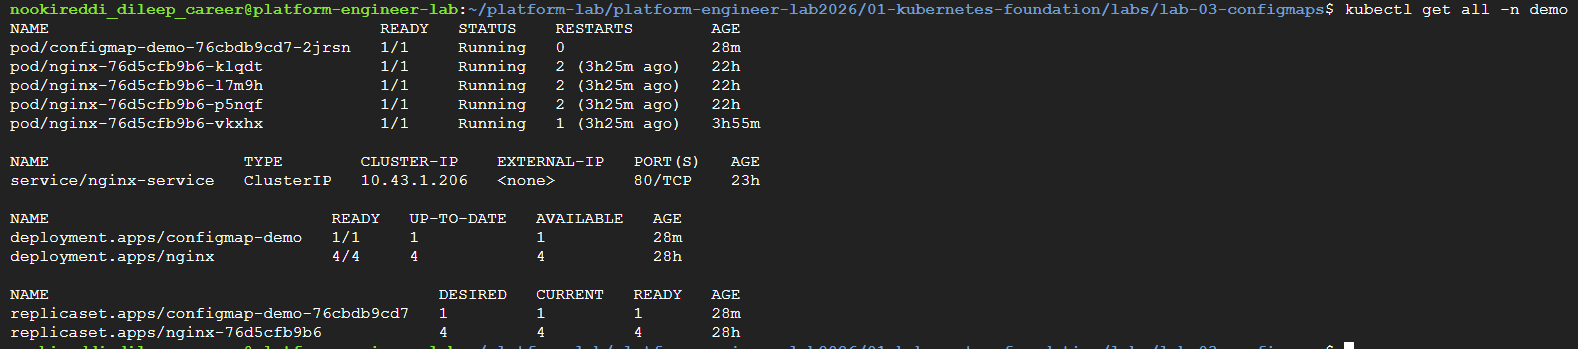 nookireddi_dileep_career@platform-engineer-lab:~/platform-lab/platform-engineer-lab2026/01-kubernetes-foundation/labs/lab-03-configmaps$ kubectl get all -n demo
NAME READY STATUS RESTARTS AGE
pod/configmap-demo-76cbdb9cd7-2jrsn 1/1 Running 0 28m
pod/nginx-76d5cfb9b6-klqdt 1/1 Running 2 (3h25m ago) 22h
pod/nginx-76d5cfb9b6-l7m9h 1/1 Running 2 (3h25m ago) 22h
pod/nginx-76d5cfb9b6-p5nqf 1/1 Running 2 (3h25m ago) 22h
pod/nginx-76d5cfb9b6-vkxhx 1/1 Running 1 (3h25m ago) 3h55m
NAME TYPE CLUSTER-IP EXTERNAL-IP PORT(S) AGE
service/nginx-service ClusterIP 10.43.1.206 <none> 80/TCP 23h
NAME READY UP-TO-DATE AVAILABLE AGE
deployment.apps/configmap-demo 1/1 1 1 28m
deployment.apps/nginx 4/4 4 4 28h
NAME DESIRED CURRENT READY AGE
replicaset.apps/configmap-demo-76cbdb9cd7 1 1 1 28m
replicaset.apps/nginx-76d5cfb9b6 4 4 4 28h